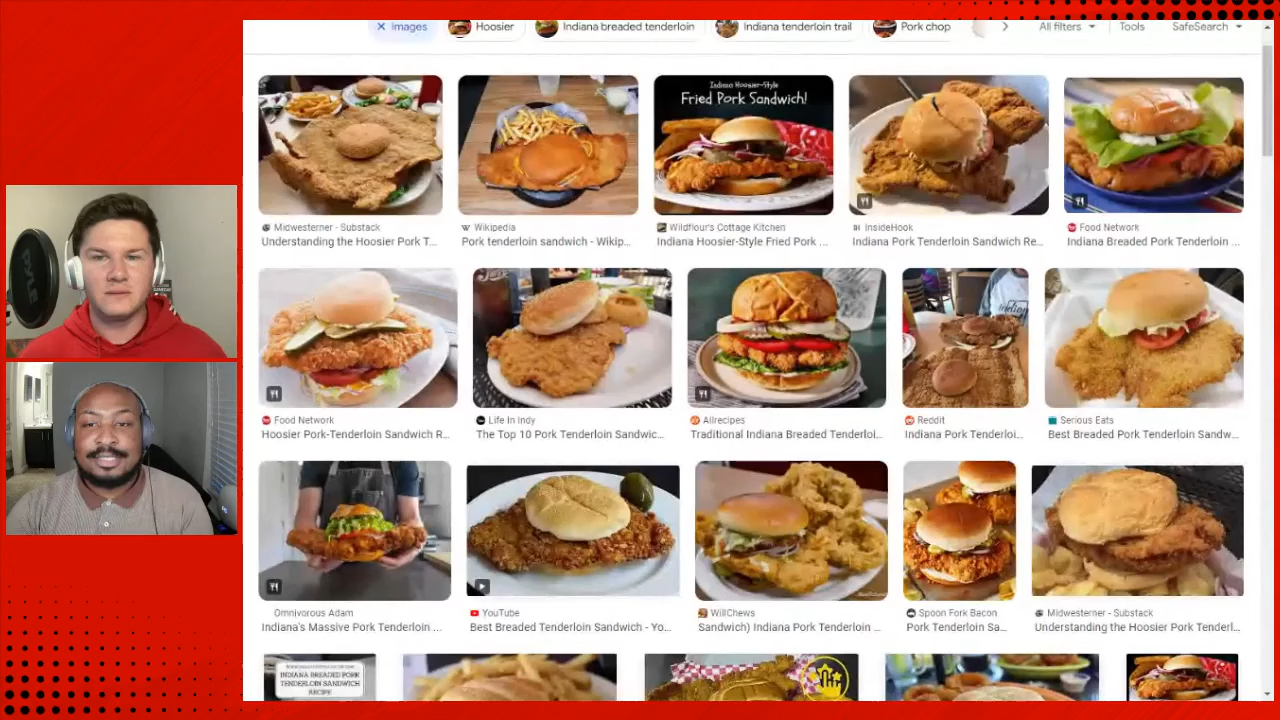 Images
Hoosier
Indiana breaded tenderloin
Indiana tenderloin trail
Pork chop
All filters
Tools
SafeSearch
Indiana Hoosier-Style
Fried Pork Sandwich!
Midwesterner - Substack
Understanding the Hoosier Pork T...
Wikipedia
Pork tenderloin sandwich - Wikip...
Wildflour's Cottage Kitchen
Indiana Hoosier-Style Fried Pork ...
InsideHook
Indiana Pork Tenderloin Sandwich Re...
Food Network
Indiana Breaded Pork Tenderloin ...
Food Network
Hoosier Pork-Tenderloin Sandwich R...
Life In Indy
The Top 10 Pork Tenderloin Sandwic...
Allrecipes
Traditional Indiana Breaded Tenderloi...
Reddit
Indiana Pork Tenderloi...
Serious Eats
Best Breaded Pork Tenderloin Sandw...
Omnivorous Adam
Indiana's Massive Pork Tenderloin ...
YouTube
Best Breaded Tenderloin Sandwich - Yo...
WillChews
Sandwich) Indiana Pork Tenderloin ...
Spoon Fork Bacon
Pork Tenderloin Sa...
Midwesterner - Substack
Understanding the Hoosier Pork Tenderl...
INDIANA BREADED PORK
TENDERLOIN SANDWICH
RECIPE